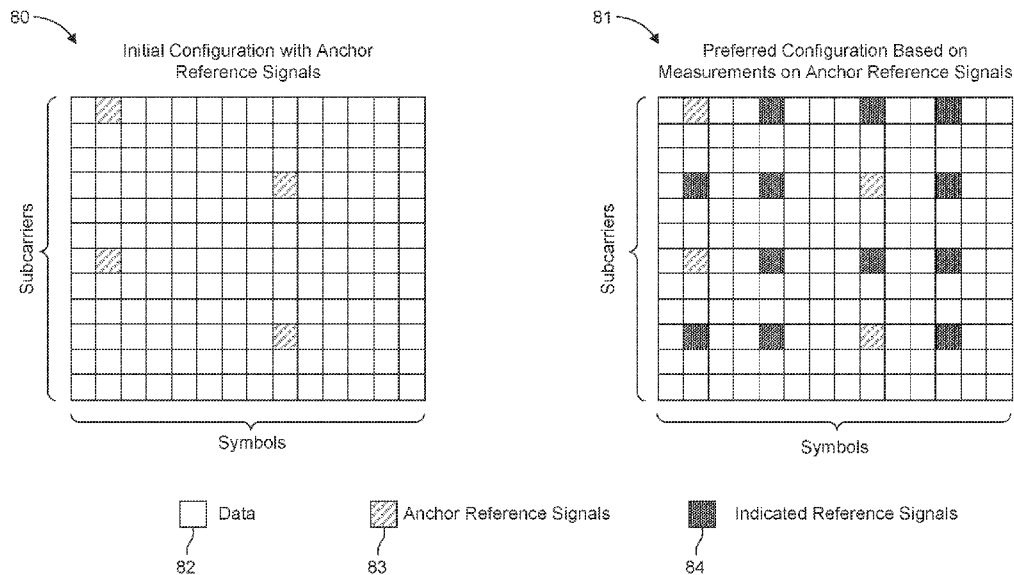 80
Initial Configuration with Anchor
Reference Signals
Subcarriers
Symbols
81
Preferred Configuration Based on
Measurements on Anchor Reference Signals
Subcarriers
Symbols
Data
Anchor Reference Signals
Indicated Reference Signals
82
83
84